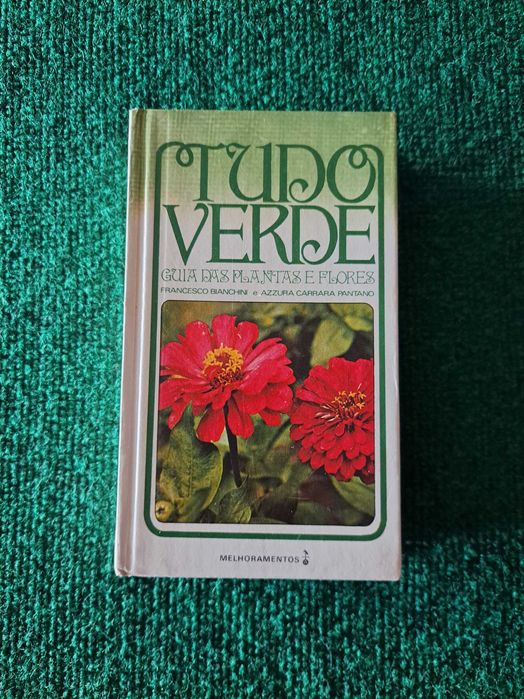 TUDO
VERDE
GUIA DAS PLANTAS E FLORES
FRANCESCO BIANCHINI e AZZURA CARRARA PANTANO
MELHORAMENTOS